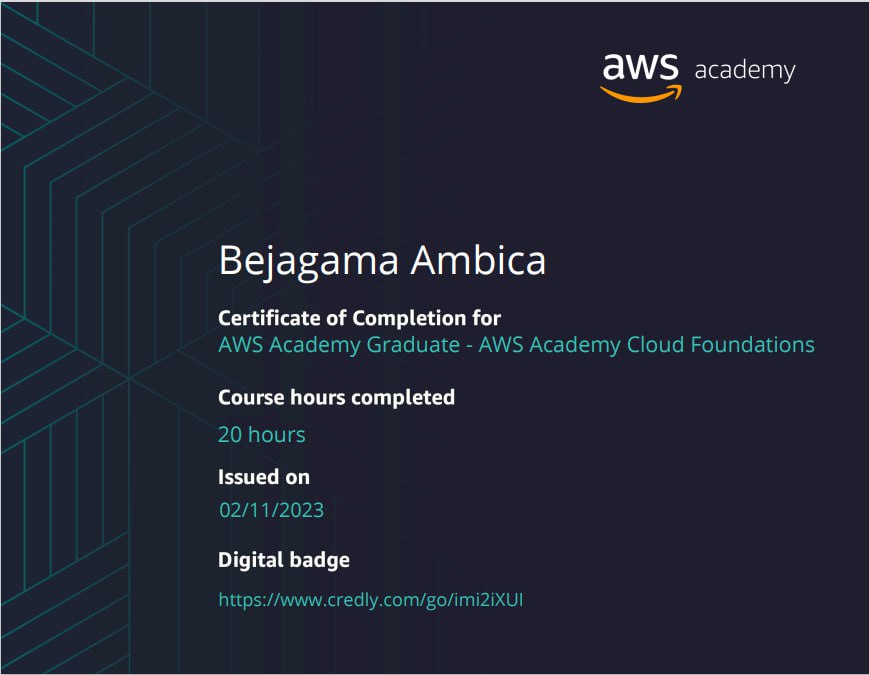 aws academy
Bejagama Ambica
Certificate of Completion for
AWS Academy Graduate - AWS Academy Cloud Foundations
Course hours completed
20 hours
Issued on
02/11/2023
Digital badge
https://www.credly.com/go/imi2iXUI